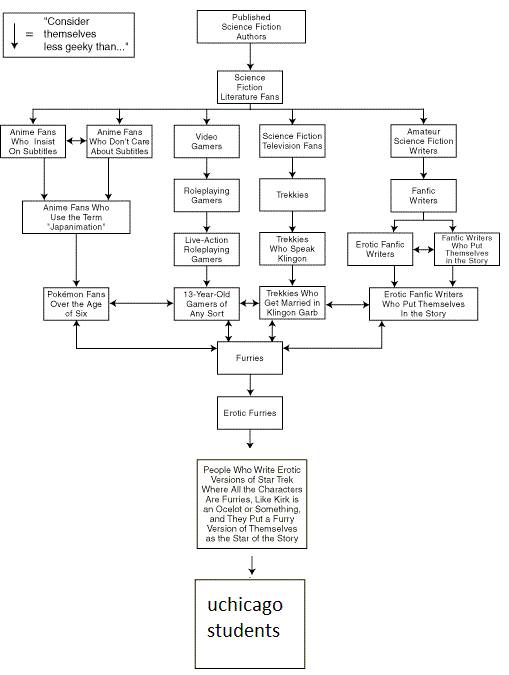 "Consider
= themselves
less geeky than..."
Published
Science Fiction
Authors
Science
Fiction
Literature Fans
Anime Fans
Who Insist
On Subtitles
Anime Fans
Who Don't Care
About Subtitles
Video
Gamers
Science Fiction
Television Fans
Amateur
Science Fiction
Writers
Roleplaying
Gamers
Trekkies
Fanfic
Writers
Anime Fans Who
Use the Term
"Japanimation"
Live-Action
Roleplaying
Gamers
Trekkies
Who Speak
Klingon
Erotic Fanfic
Writers
Fanfic Writers
Who Put
Themselves
in the Story
Pokémon Fans
Over the Age
of Six
13-Year-Old
Gamers of
Any Sort
Trekkies Who
Get Married in
Klingon Garb
Erotic Fanfic Writers
Who Put Themselves
In the Story
Furries
Erotic Furries
People Who Write Erotic
Versions of Star Trek
Where All the Characters
Are Furries, Like Kirk is
an Ocelot or Something,
and They Put a Furry
Version of Themselves
as the Star of the Story
uchicago
students